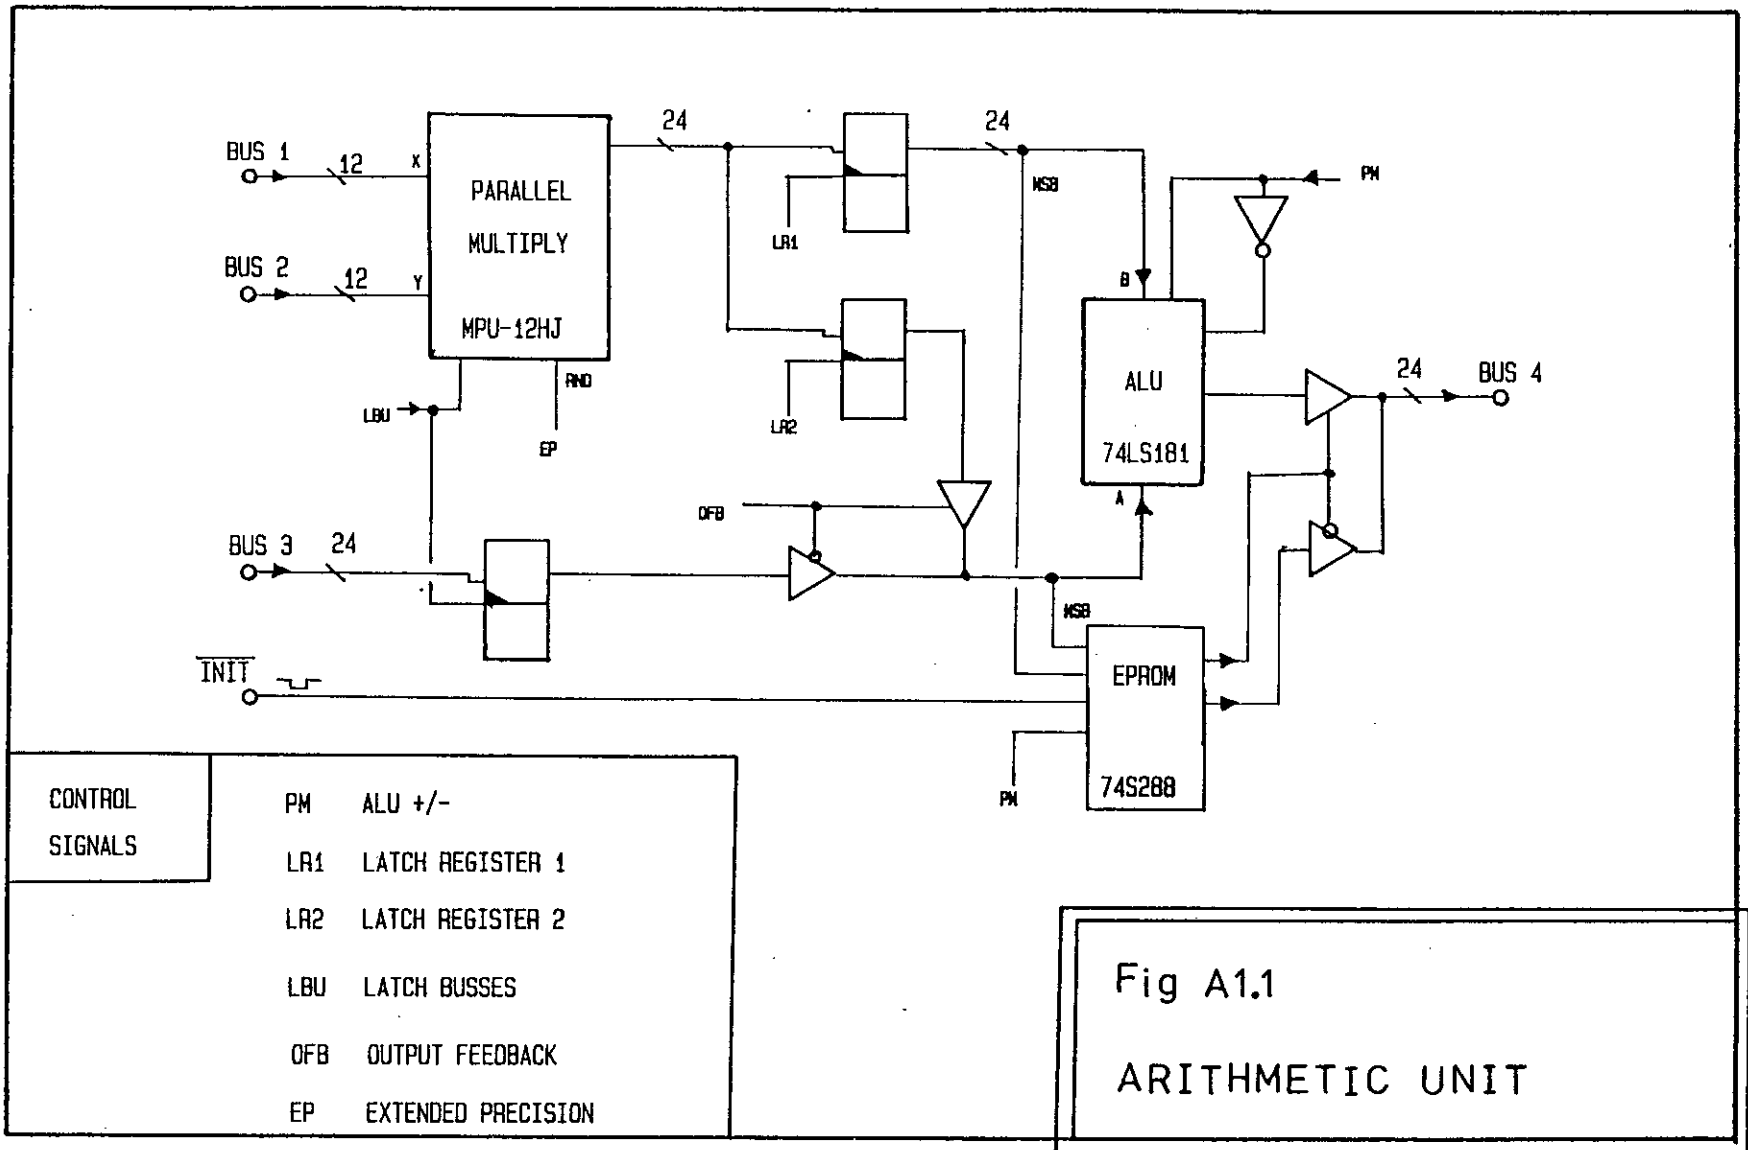 24
24
BUS 1
12
X
PARALLEL
MULTIPLY
MSB
PM
LR1
BUS 2
12
Y
MPU-12HJ
B
RND
LBU
EP
LR2
ALU
74LS181
24
BUS 4
A
OFB
BUS 3
24
MSB
INIT
EPROM
74S288
PM
CONTROL
SIGNALS
PM ALU +/-
LR1 LATCH REGISTER 1
LR2 LATCH REGISTER 2
LBU LATCH BUSSES
OFB OUTPUT FEEDBACK
EP EXTENDED PRECISION
Fig A1.1
ARITHMETIC UNIT